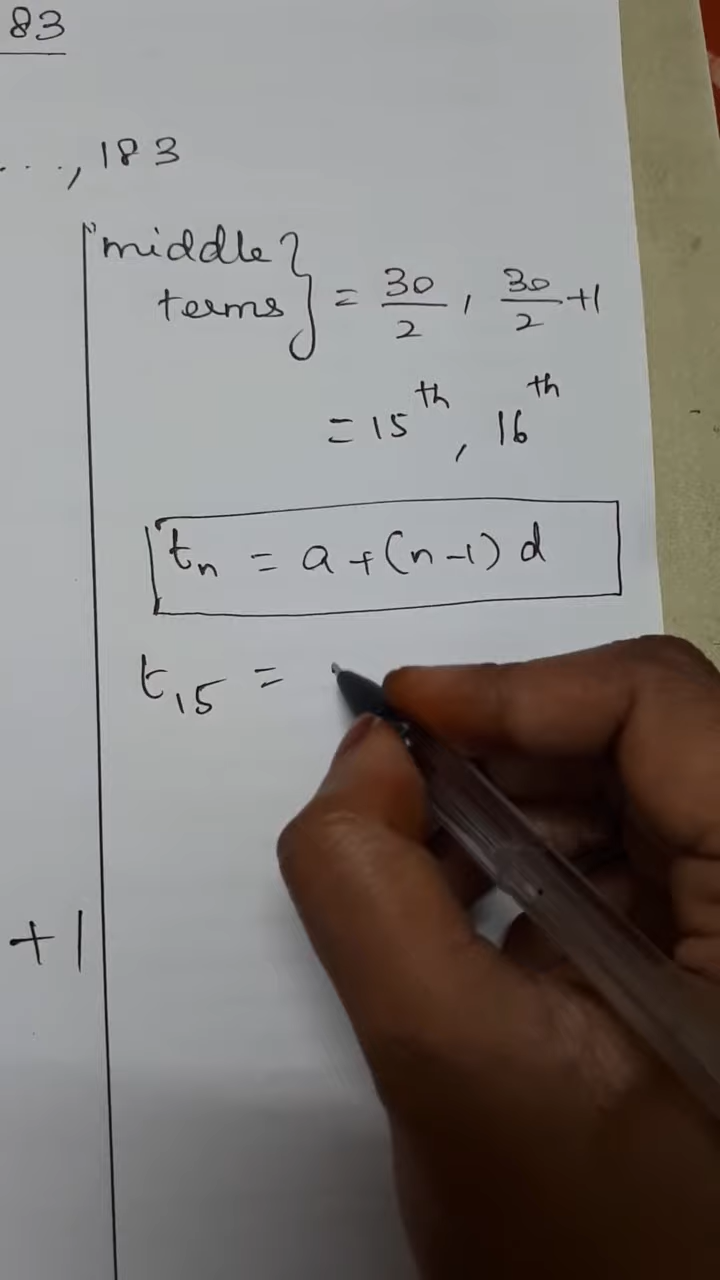 83
..., 183
"middle
terms } = 30/2, 30/2 + 1
= 15th, 16th
tn = a + (n-1) d
t15 =
+1